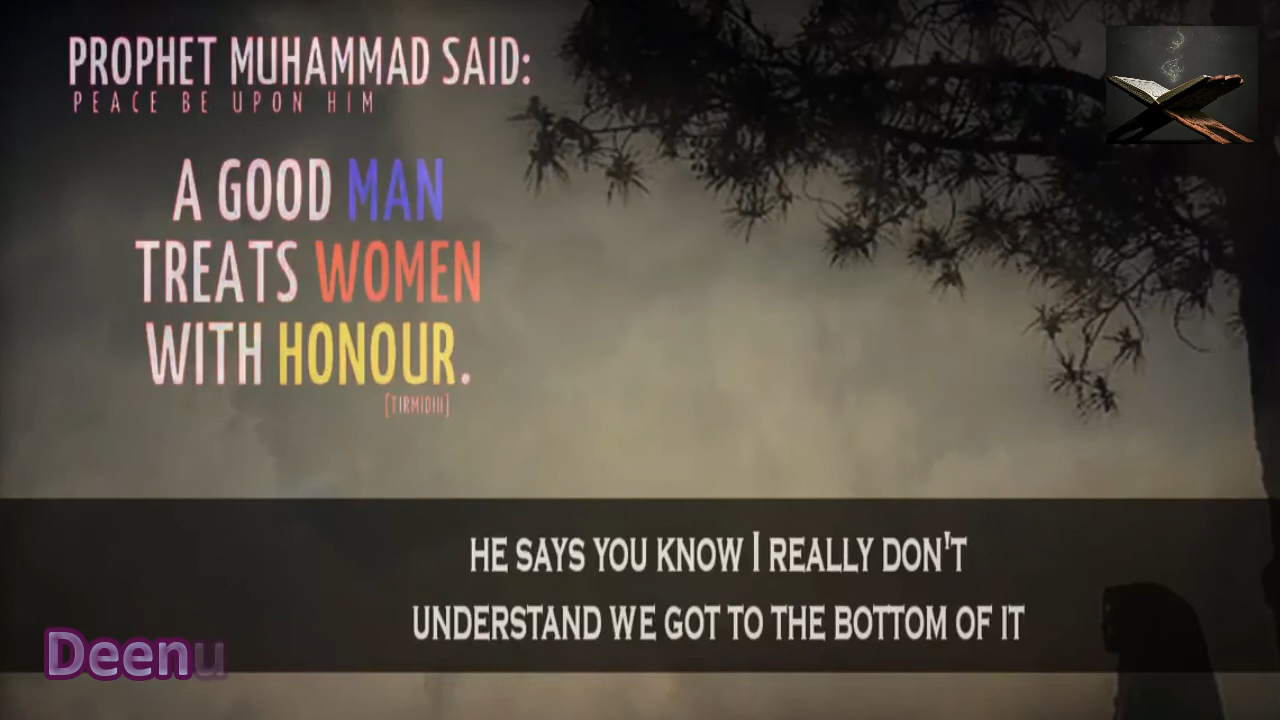 PROPHET MUHAMMAD SAID:
PEACE BE UPON HIM
A GOOD MAN
TREATS WOMEN
WITH HONOUR.
[TIRMIDHI]
HE SAYS YOU KNOW I REALLY DON'T
UNDERSTAND WE GOT TO THE BOTTOM OF IT
Deenu